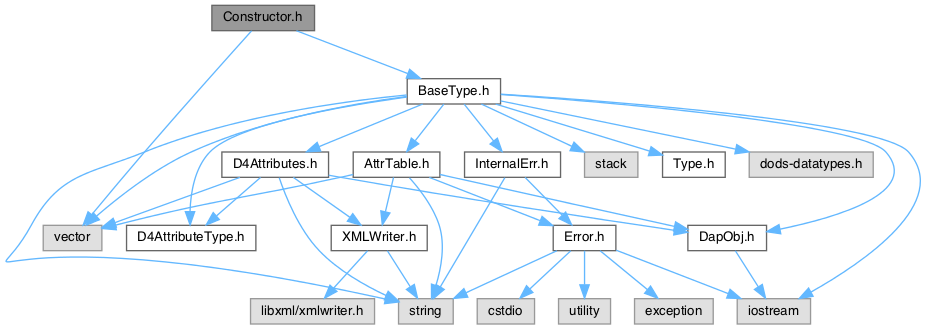 Constructor.h
BaseType.h
D4Attributes.h
AttrTable.h
InternalErr.h
stack
Type.h
dods-datatypes.h
vector
D4AttributeType.h
XMLWriter.h
Error.h
DapObj.h
libxml/xmlwriter.h
string
cstdio
utility
exception
iostream